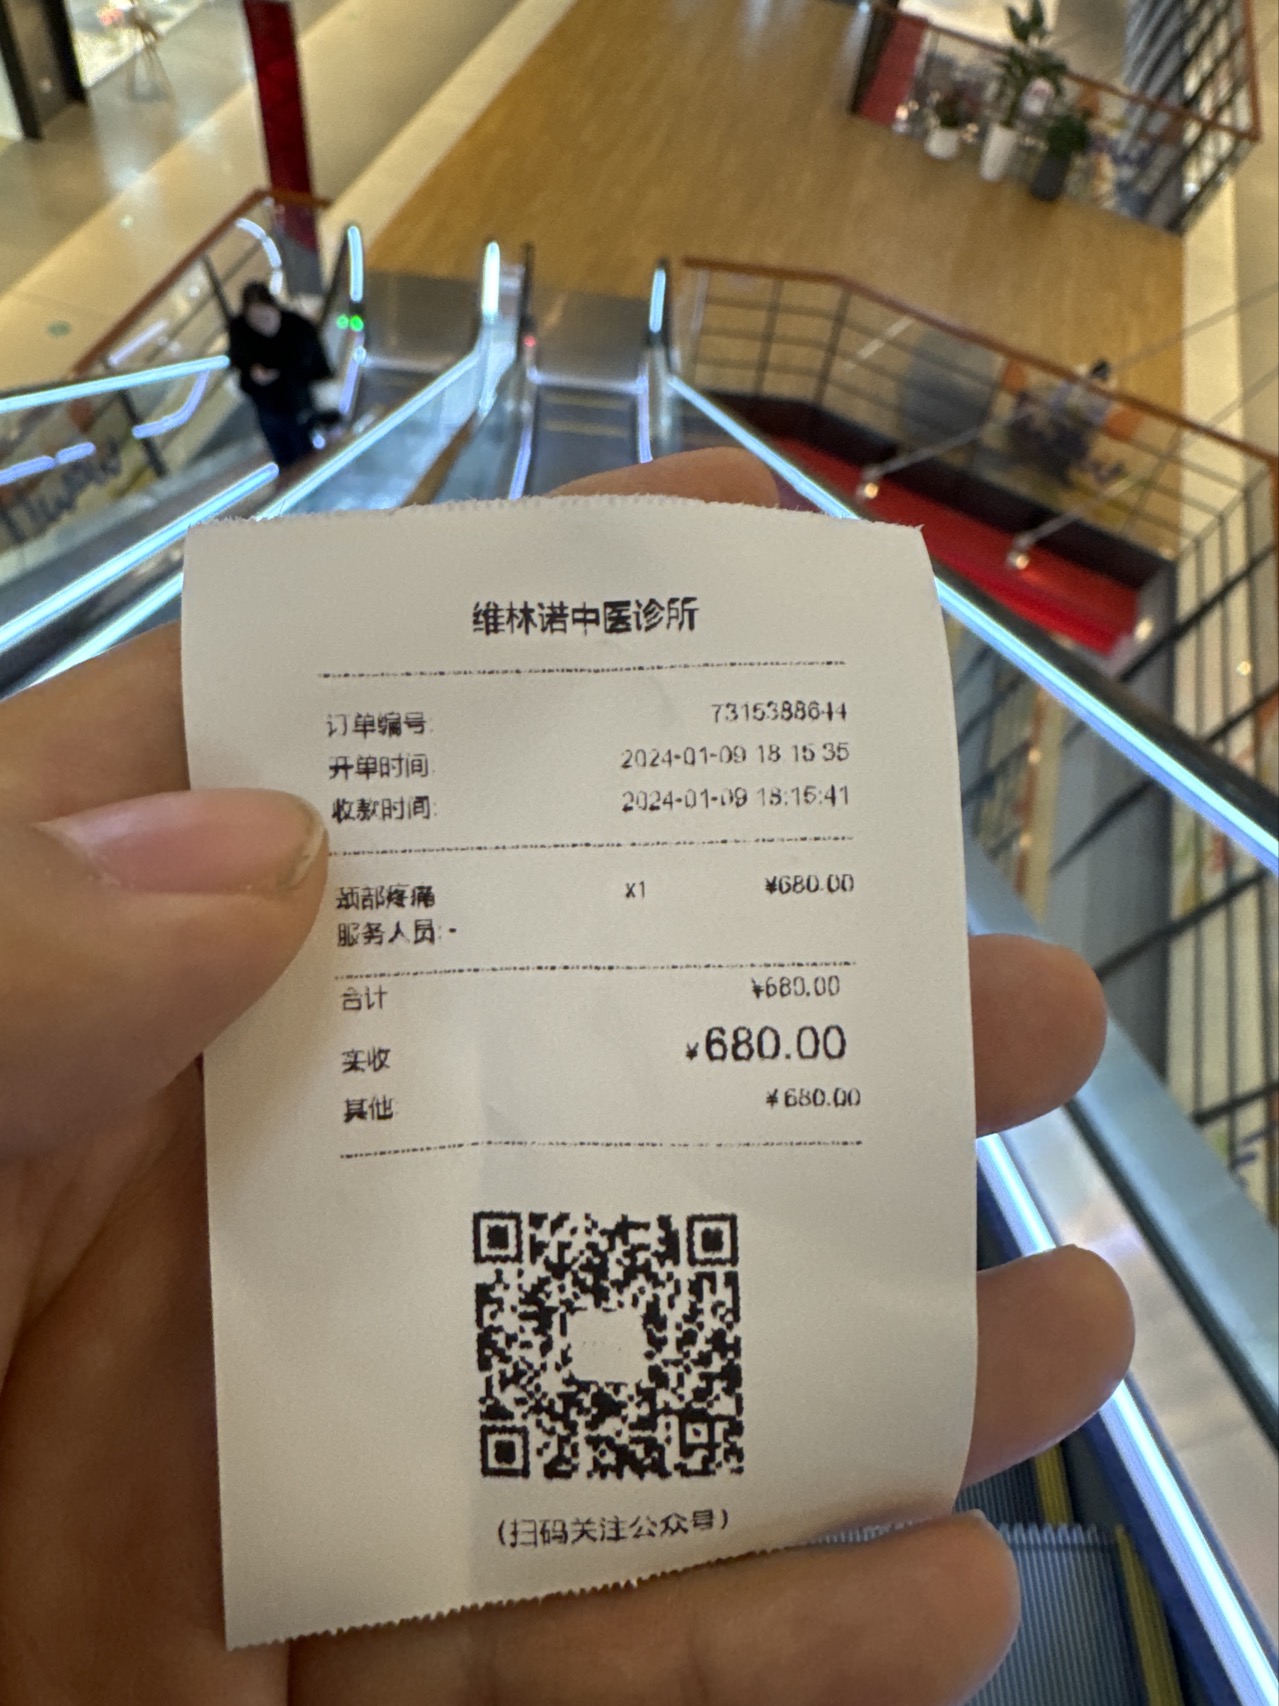 维林诺中医诊所
订单编号: 7315388644
开单时间: 2024-01-09 18:15:35
收款时间: 2024-01-09 18:15:41
颈部疼痛 x1 ¥680.00
服务人员: -
合计 ¥680.00
实收 ¥680.00
其他: ¥680.00
(扫码关注公众号)